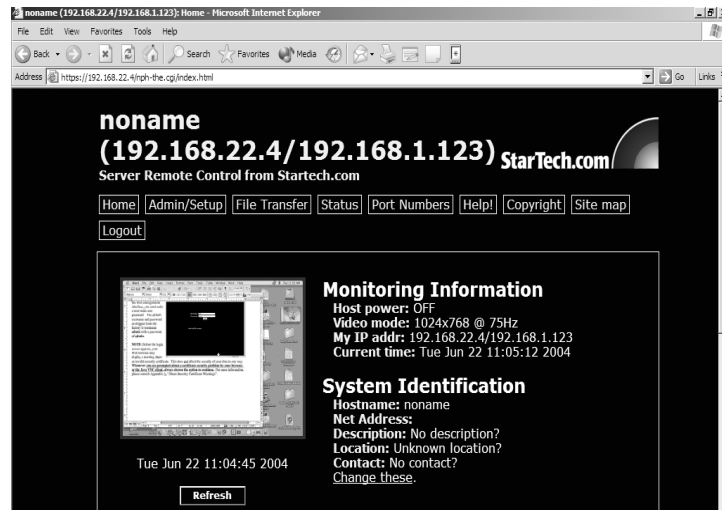 noname (192.168.22.4/192.168.1.123): Home - Microsoft Internet Explorer
File Edit View Favorites Tools Help
Back Search Favorites Media
Address https://192.168.22.4/nph-the.cgi/index.html Go Links
noname
(192.168.22.4/192.168.1.123)
StarTech.com
Server Remote Control from Startech.com
Home Admin/Setup File Transfer Status Port Numbers Help! Copyright Site map
Logout
Monitoring Information
Host power: OFF
Video mode: 1024x768 @ 75Hz
My IP addr: 192.168.22.4/192.168.1.123
Current time: Tue Jun 22 11:05:12 2004
System Identification
Hostname: noname
Net Address:
Description: No description?
Location: Unknown location?
Contact: No contact?
Change these.
Tue Jun 22 11:04:45 2004
Refresh